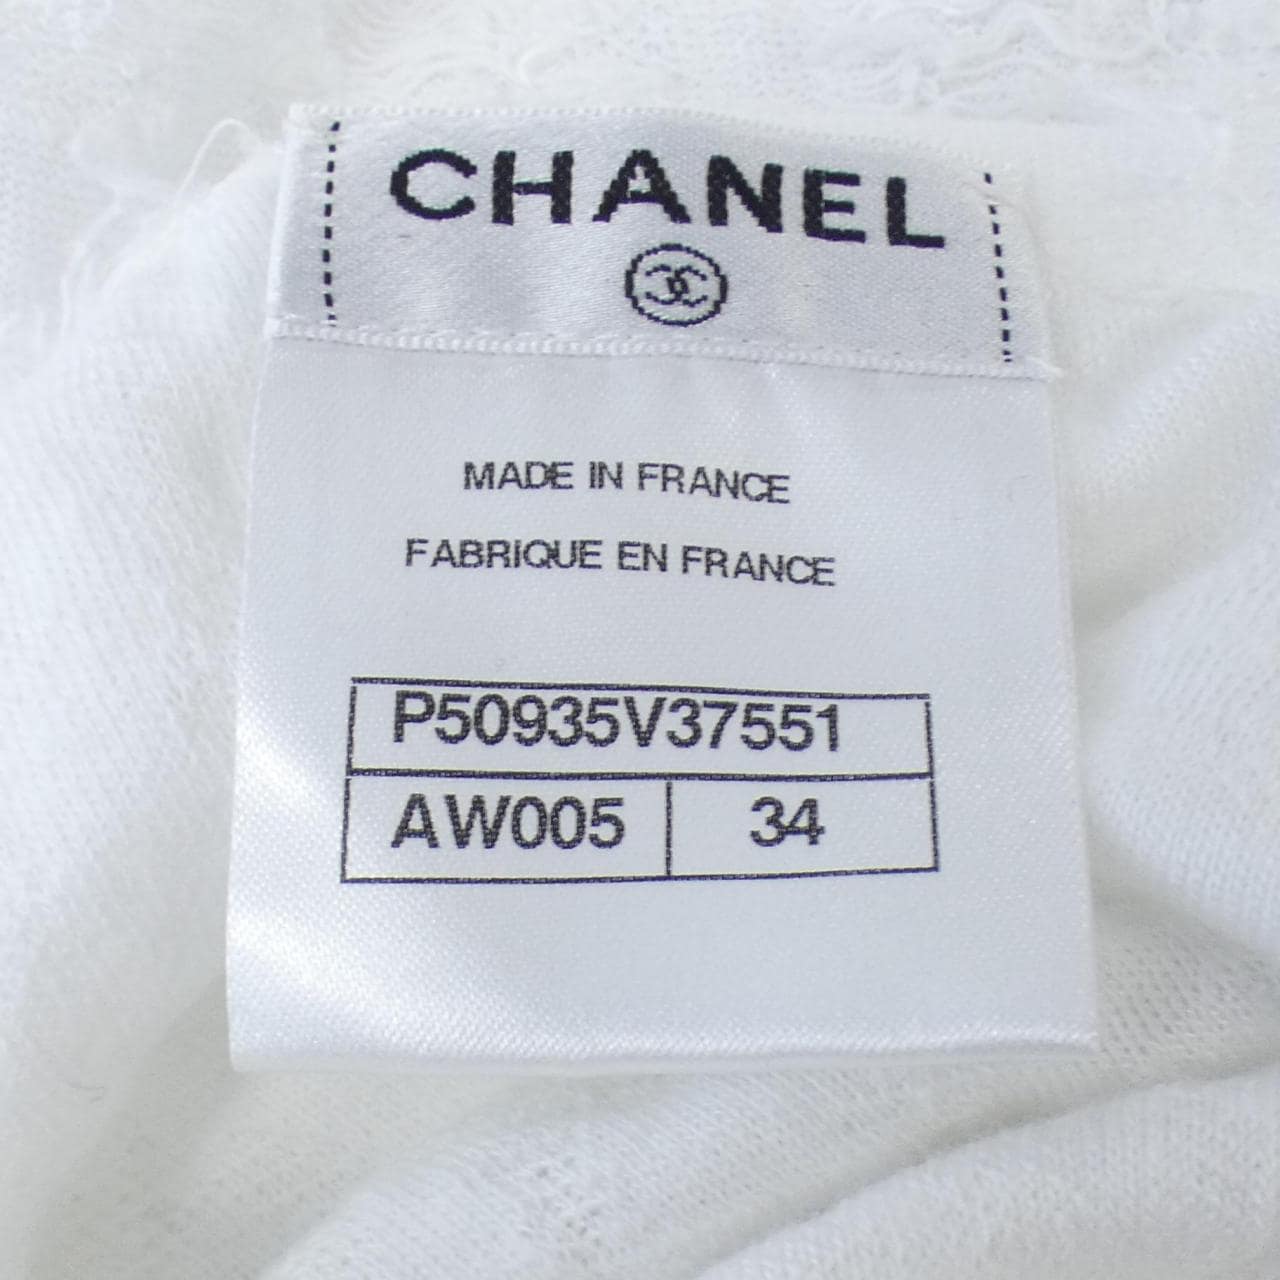 CHANEL
MADE IN FRANCE
FABRIQUE EN FRANCE
P50935V37551
AW005 34